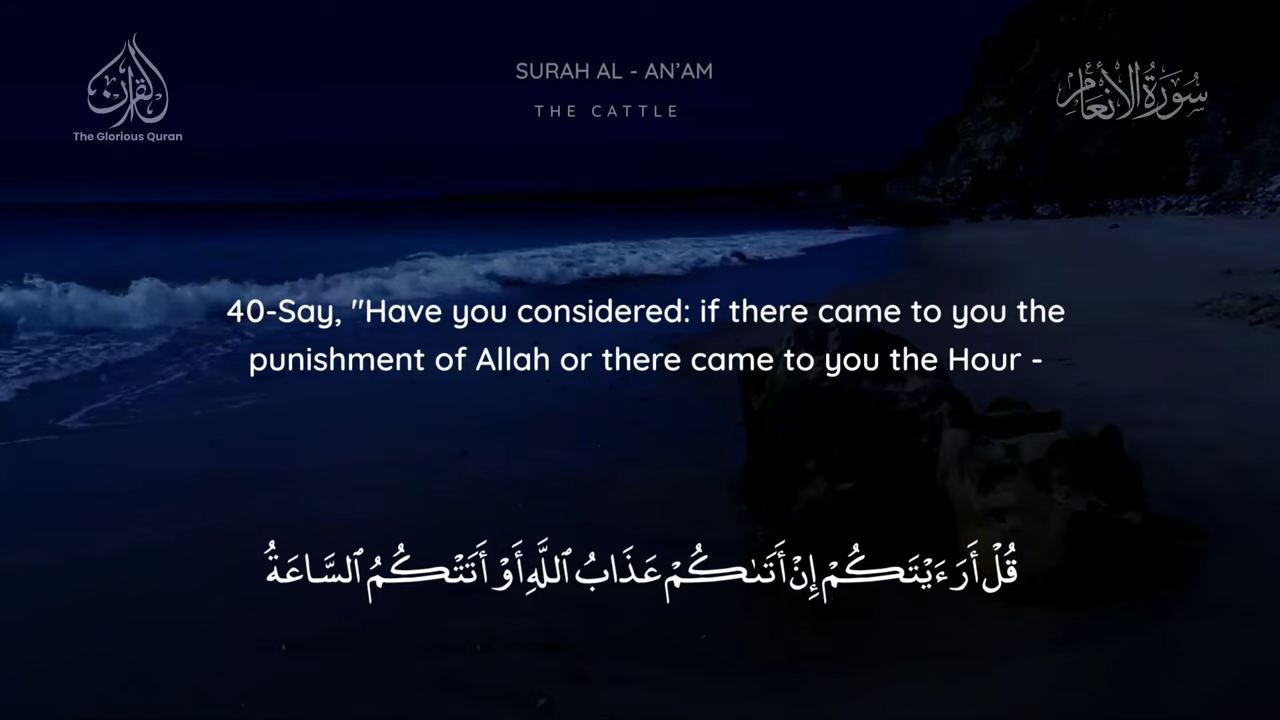 القرآن
The Glorious Quran
SURAH AL - AN’AM
THE CATTLE
سُورَةُ الأَنْعَام
40-Say, "Have you considered: if there came to you the
punishment of Allah or there came to you the Hour -
قُلْ أَرَءَيْتَكُمْ إِنْ أَتَىٰكُمْ عَذَابُ ٱللَّهِ أَوْ أَتَتْكُمُ ٱلسَّاعَةُ